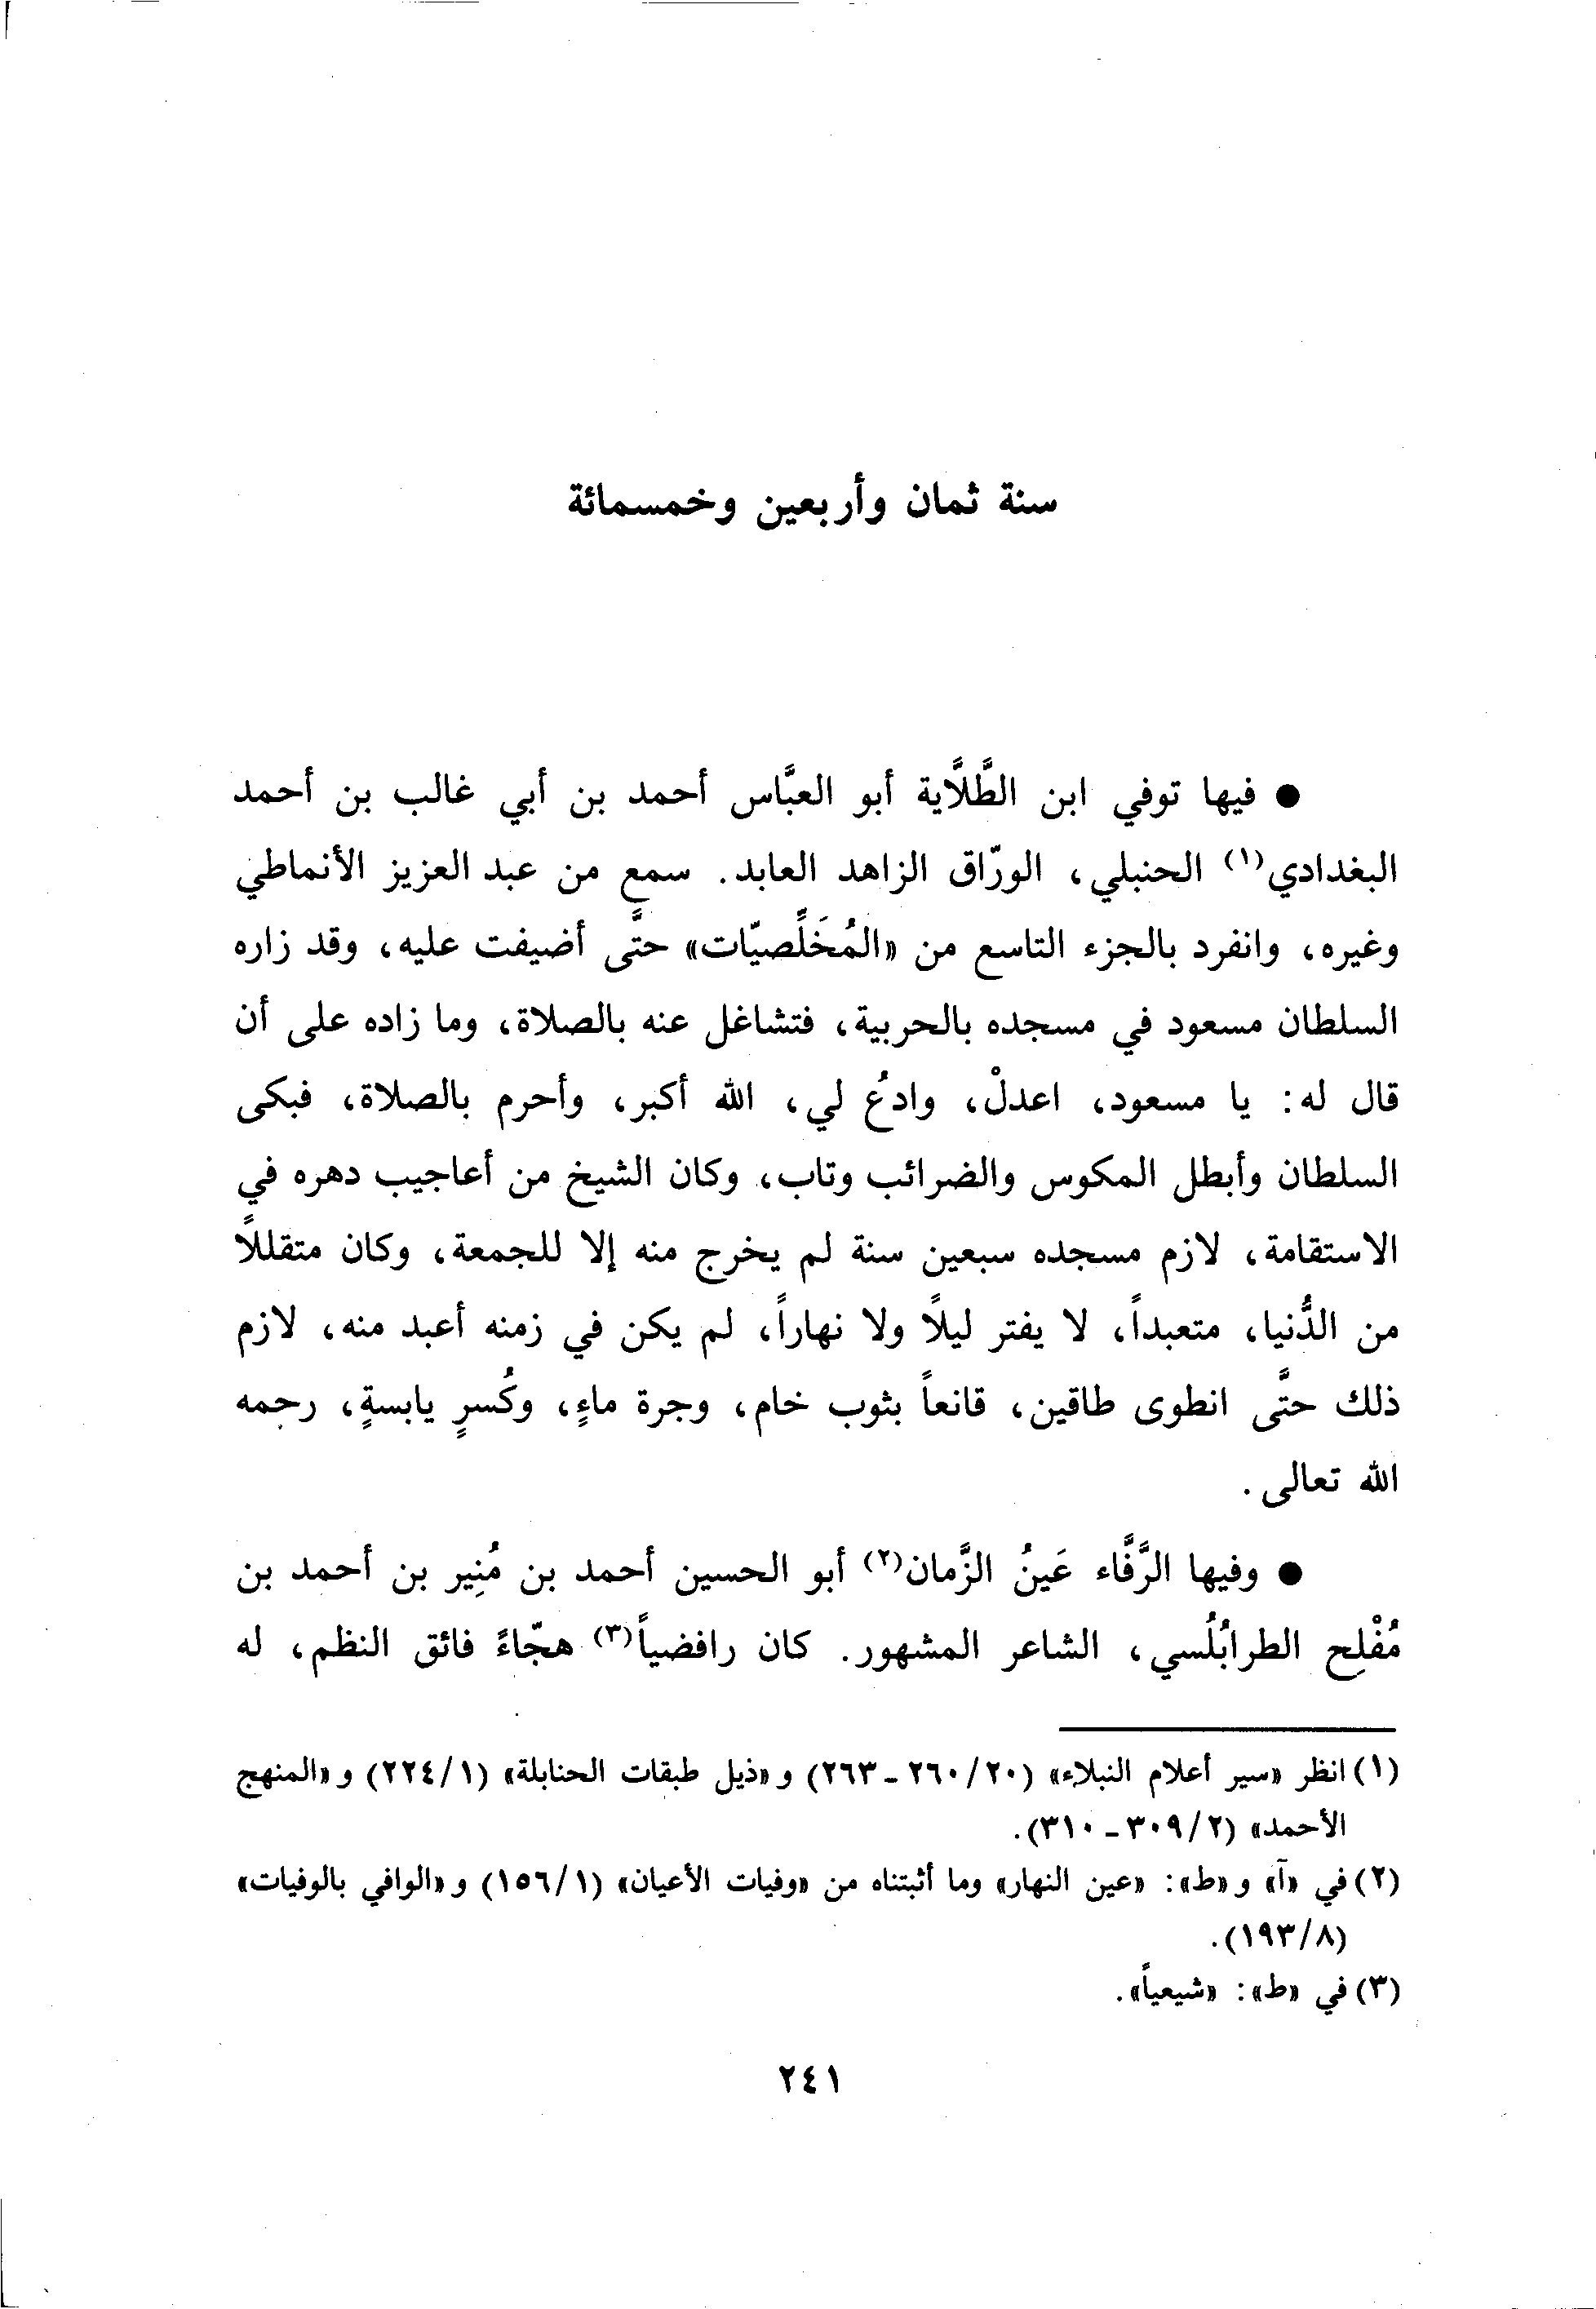 سنة ثمان وأربعين وخمسمائة
● فيها توفي ابن الطَّلاَّية أبو العبَّاس أحمد بن أبي غالب بن أحمد
البغدادي(١) الحنبلي، الورّاق الزاهد العابد. سمع من عبد العزيز الأنماطي
وغيره، وانفرد بالجزء التاسع من «المُخَلِّصيّات» حتَّى أضيفت عليه، وقد زاره
السلطان مسعود في مسجده بالحربية، فتشاغل عنه بالصلاة، وما زاده على أن
قال له: يا مسعود، اعدلْ، وادعُ لي، الله أكبر، وأحرم بالصلاة، فبكى
السلطان وأبطل المكوس والضرائب وتاب، وكان الشيخ من أعاجيب دهره في
الاستقامة، لازم مسجده سبعين سنة لم يخرج منه إلا للجمعة، وكان متقللاً
من الدُّنيا، متعبداً، لا يفتر ليلاً ولا نهاراً، لم يكن في زمنه أعبد منه، لازم
ذلك حتَّى انطوى طاقين، قانعاً بثوب خام، وجرة ماءٍ، وكُسرٍ يابسةٍ، رحمه
الله تعالى.
● وفيها الرَّفَّاء عَينُ الزَّمان(٢) أبو الحسين أحمد بن مُنِير بن أحمد بن
مُفْلِح الطرابُلُسي، الشاعر المشهور. كان رافضياً(٣) هجّاءً فائق النظم، له
(١) انظر «سير أعلام النبلاء» (٢٠/ ٢٦٠ - ٢٦٣) و«ذيل طبقات الحنابلة» (١/ ٢٢٤) و«المنهج
الأحمد» (٢/ ٣٠٩ - ٣١٠).
(٢) في «آ» و«ط»: «عين النهار» وما أثبتناه من «وفيات الأعيان» (١/ ١٥٦) و«الوافي بالوفيات»
(٨/ ١٩٣).
(٣) في «ط»: «شيعياً».
٢٤١